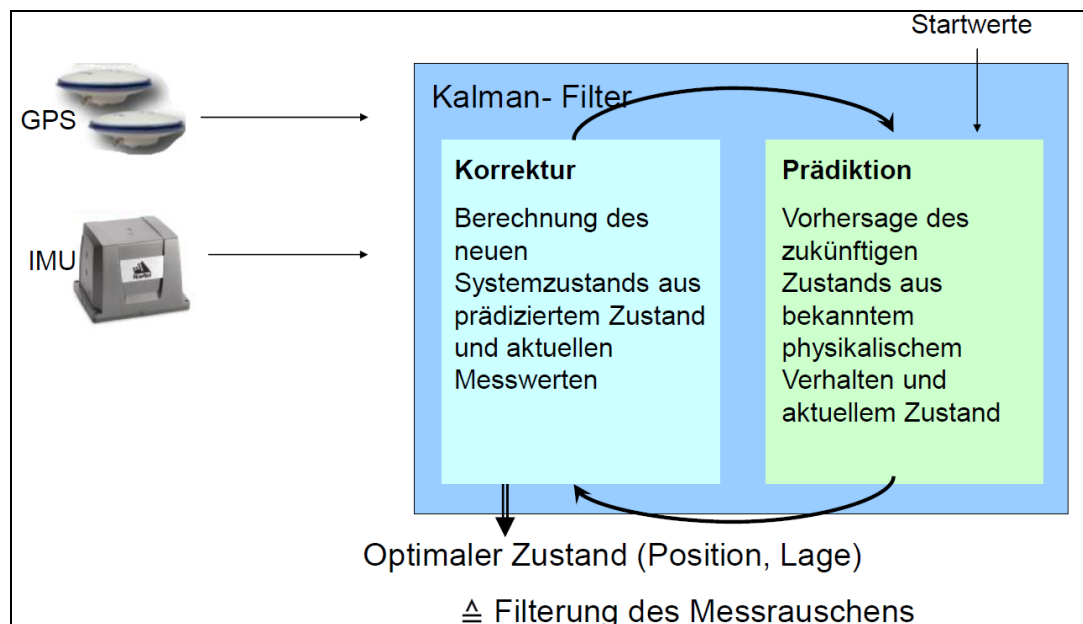 Startwerte
GPS
IMU
Kalman- Filter
Korrektur
Berechnung des
neuen
Systemzustands aus
prädiziertem Zustand
und aktuellen
Messwerten
Prädiktion
Vorhersage des
zukünftigen
Zustands aus
bekanntem
physikalischem
Verhalten und
aktuellem Zustand
Optimaler Zustand (Position, Lage)
≙ Filterung des Messrauschens